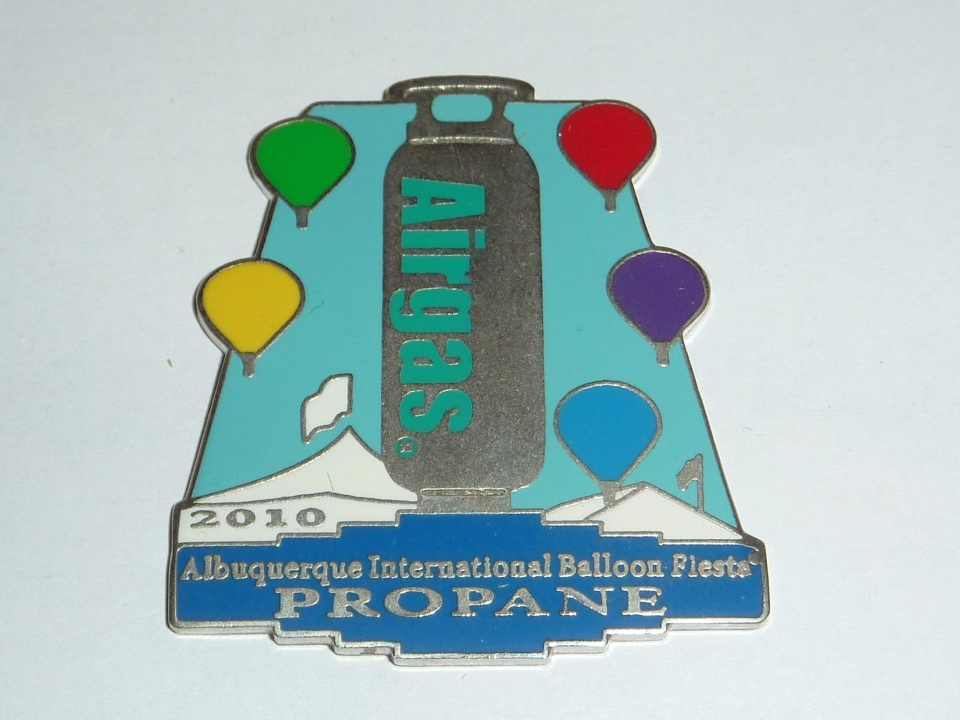 Airgas®
2010
Albuquerque International Balloon Fiesta®
PROPANE